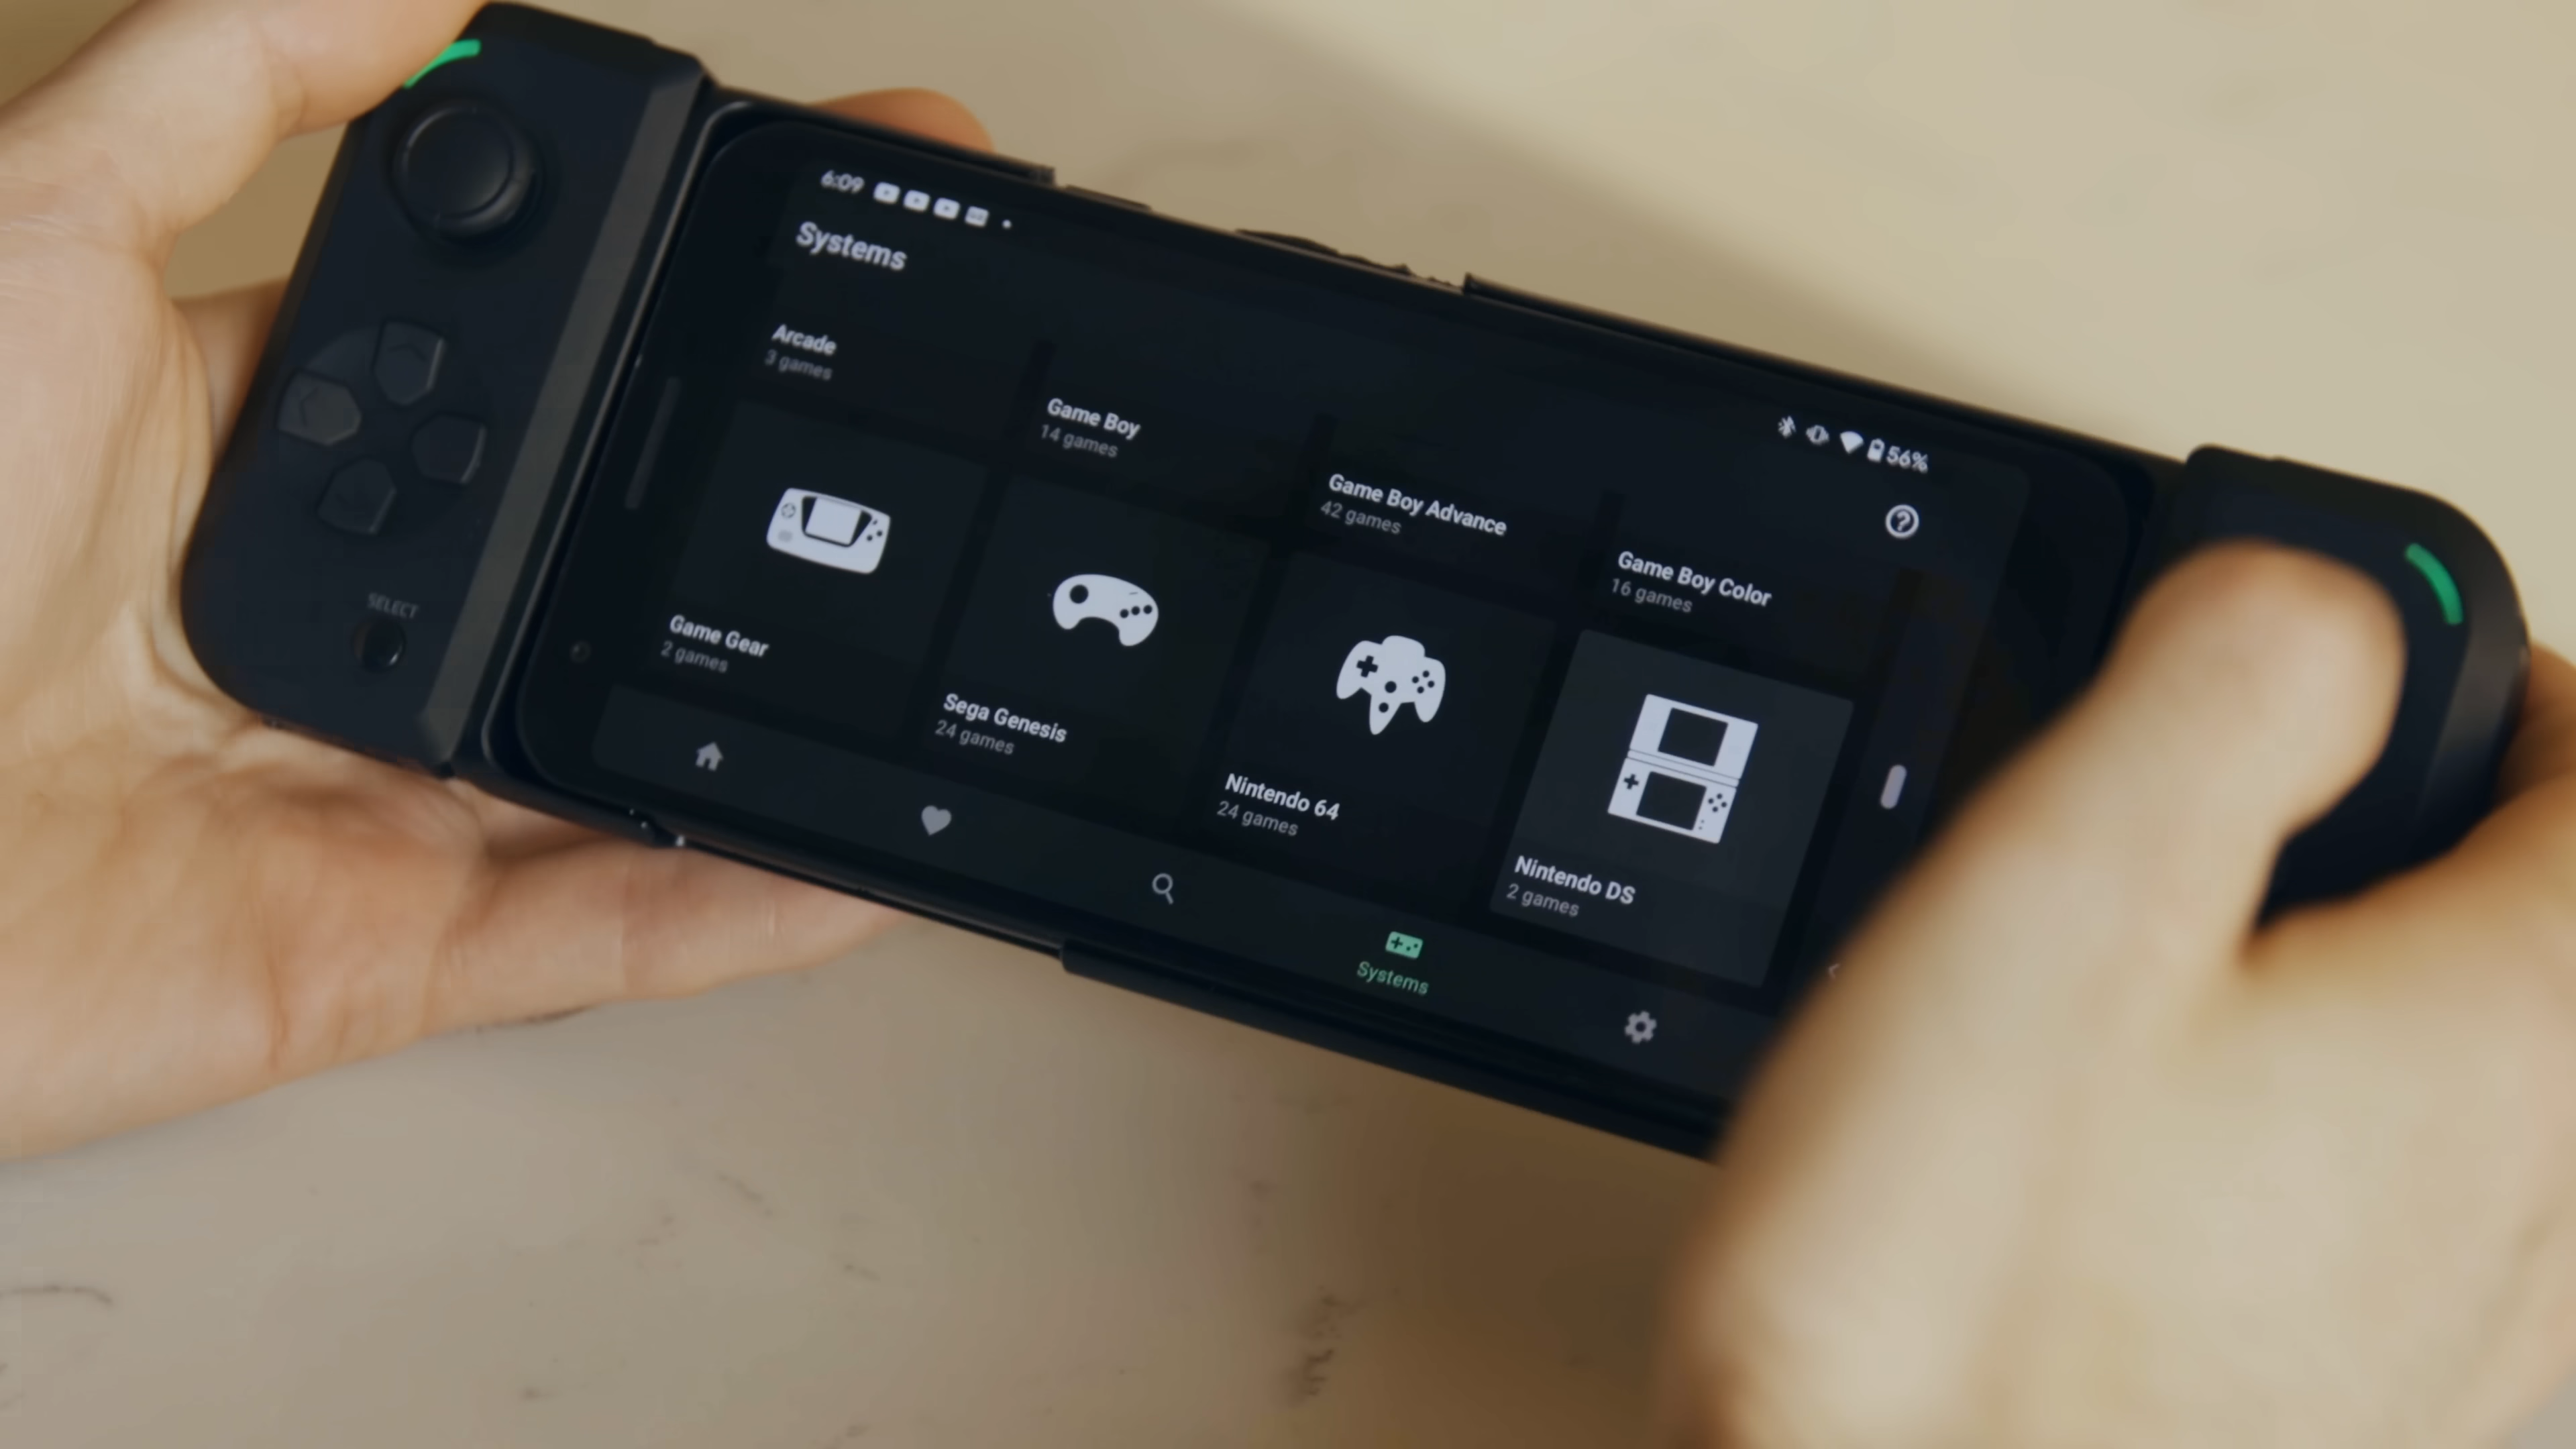 6:09
56%
Systems
Arcade
3 games
Game Boy
14 games
Game Boy Advance
42 games
Game Boy Color
16 games
Game Gear
2 games
Sega Genesis
24 games
Nintendo 64
24 games
Nintendo DS
2 games
Systems
SELECT